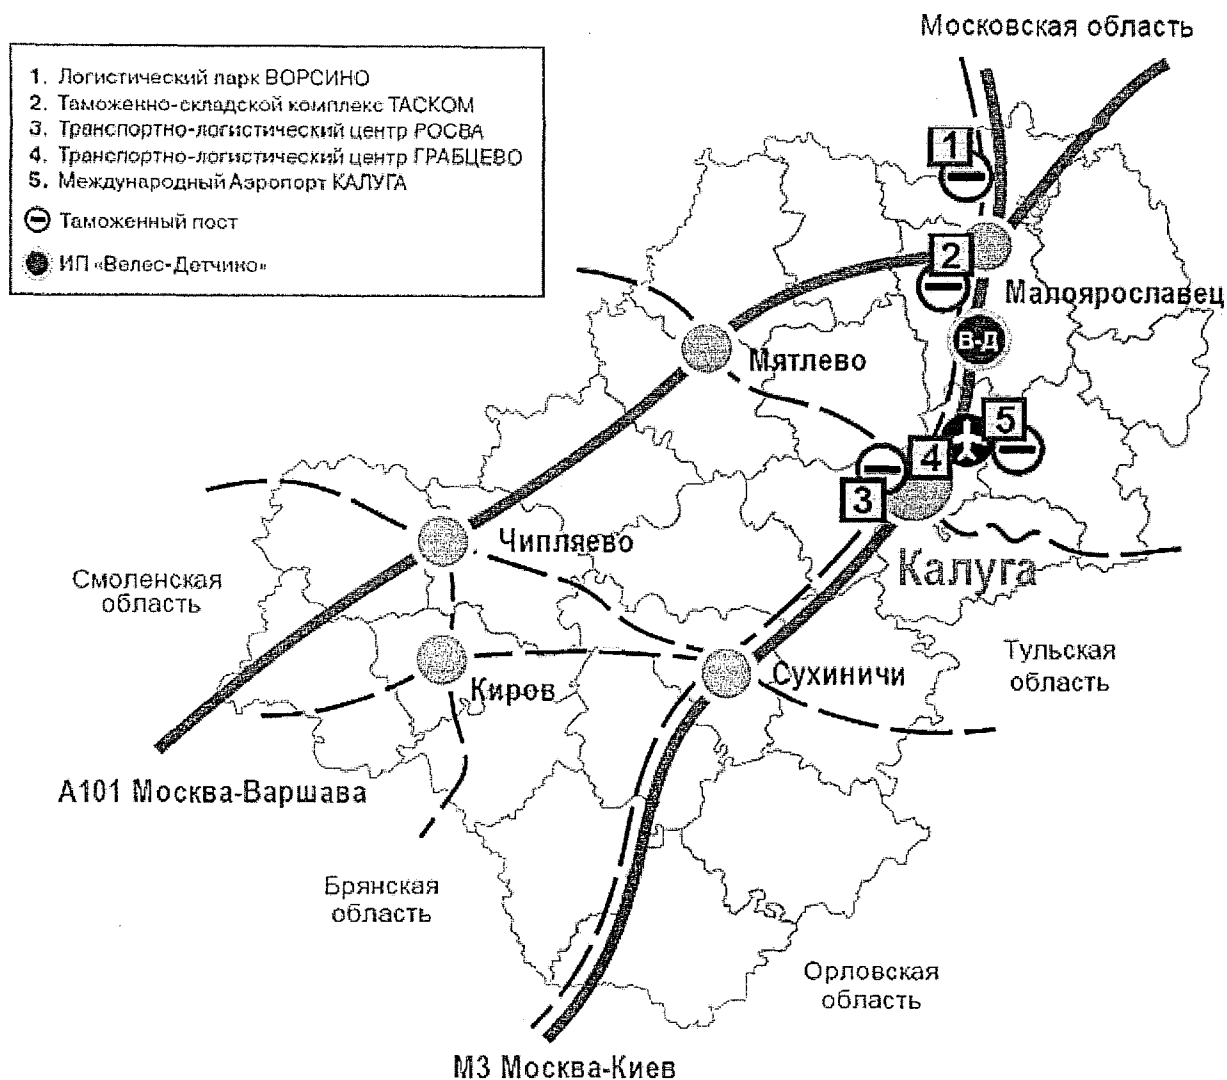 Московская область
1. Логистический парк ВОРСИНО
2. Таможенно-складской комплекс ТАСКОМ
3. Транспортно-логистический центр РОСВА
4. Транспортно-логистический центр ГРАБЦЕВО
5. Международный Аэропорт КАЛУГА
Таможенный пост
ИП «Велес-Детчино»
1
2
Малоярославец
В-Д
Мятлево
5
4
3
Чипляево
Калуга
Смоленская
область
Киров
Сухиничи
Тульская
область
А101 Москва-Варшава
Брянская
область
Орловская
область
М3 Москва-Киев